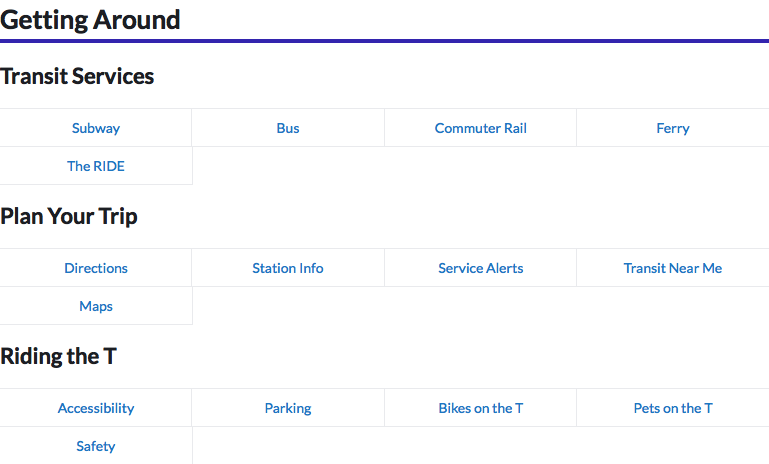 Getting Around
Transit Services
Subway Bus Commuter Rail Ferry
The RIDE
Plan Your Trip
Directions Station Info Service Alerts Transit Near Me
Maps
Riding the T
Accessibility Parking Bikes on the T Pets on the T
Safety